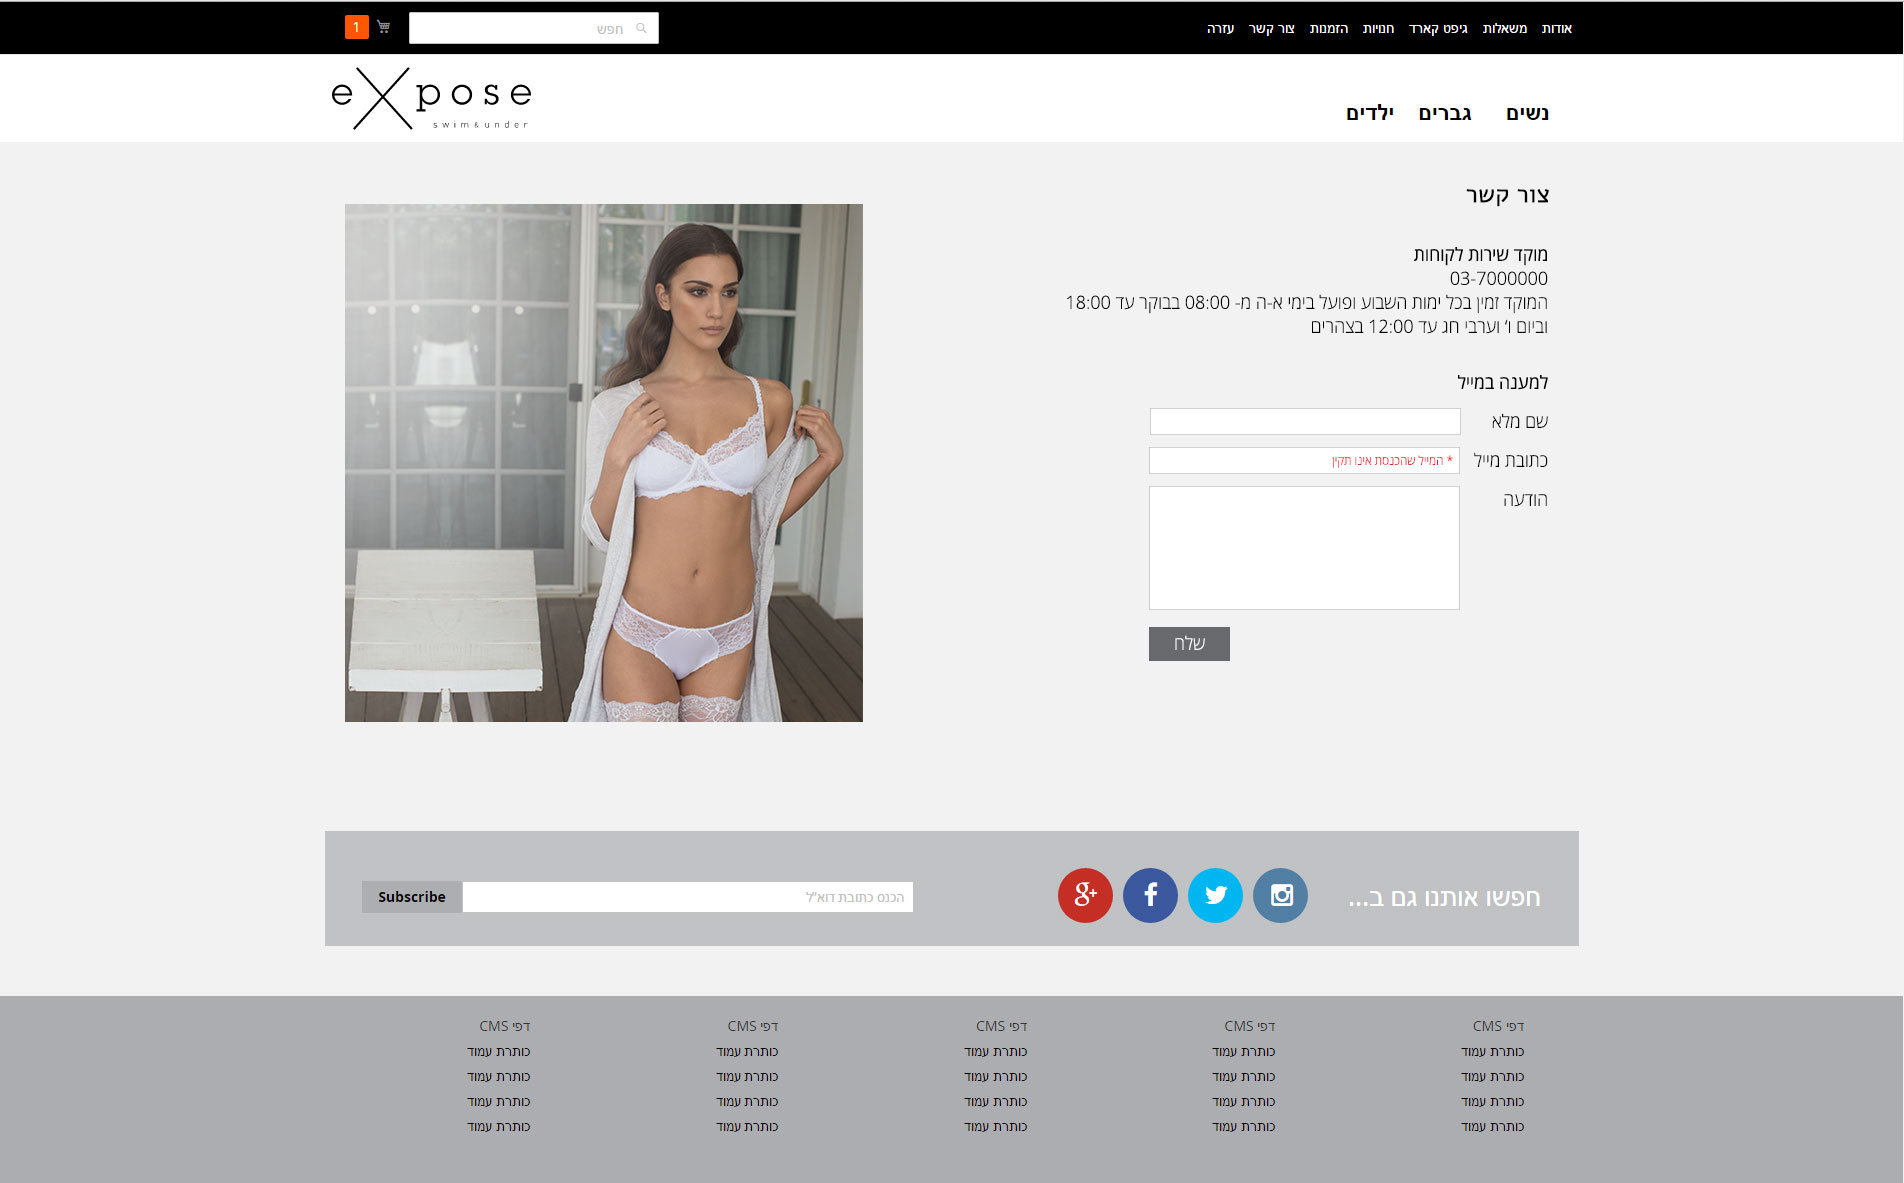 אודות משאלות גיפט קארד חנויות הזמנות צור קשר עזרה
חפש
1
eXpose
swim&under
נשים גברים ילדים
צור קשר
מוקד שירות לקוחות
03-7000000
המוקד זמין בכל ימות השבוע ופועל בימי א-ה מ- 08:00 בבוקר עד 18:00
וביום ו' וערבי חג עד 12:00 בצהרים
למענה במייל
שם מלא
כתובת מייל
* המייל שהכנסת אינו תקין
הודעה
שלח
חפשו אותנו גם ב...
הכנס כתובת דוא"ל
Subscribe
דפי CMS דפי CMS דפי CMS דפי CMS דפי CMS
כותרת עמוד כותרת עמוד כותרת עמוד כותרת עמוד כותרת עמוד
כותרת עמוד כותרת עמוד כותרת עמוד כותרת עמוד כותרת עמוד
כותרת עמוד כותרת עמוד כותרת עמוד כותרת עמוד כותרת עמוד
כותרת עמוד כותרת עמוד כותרת עמוד כותרת עמוד כותרת עמוד